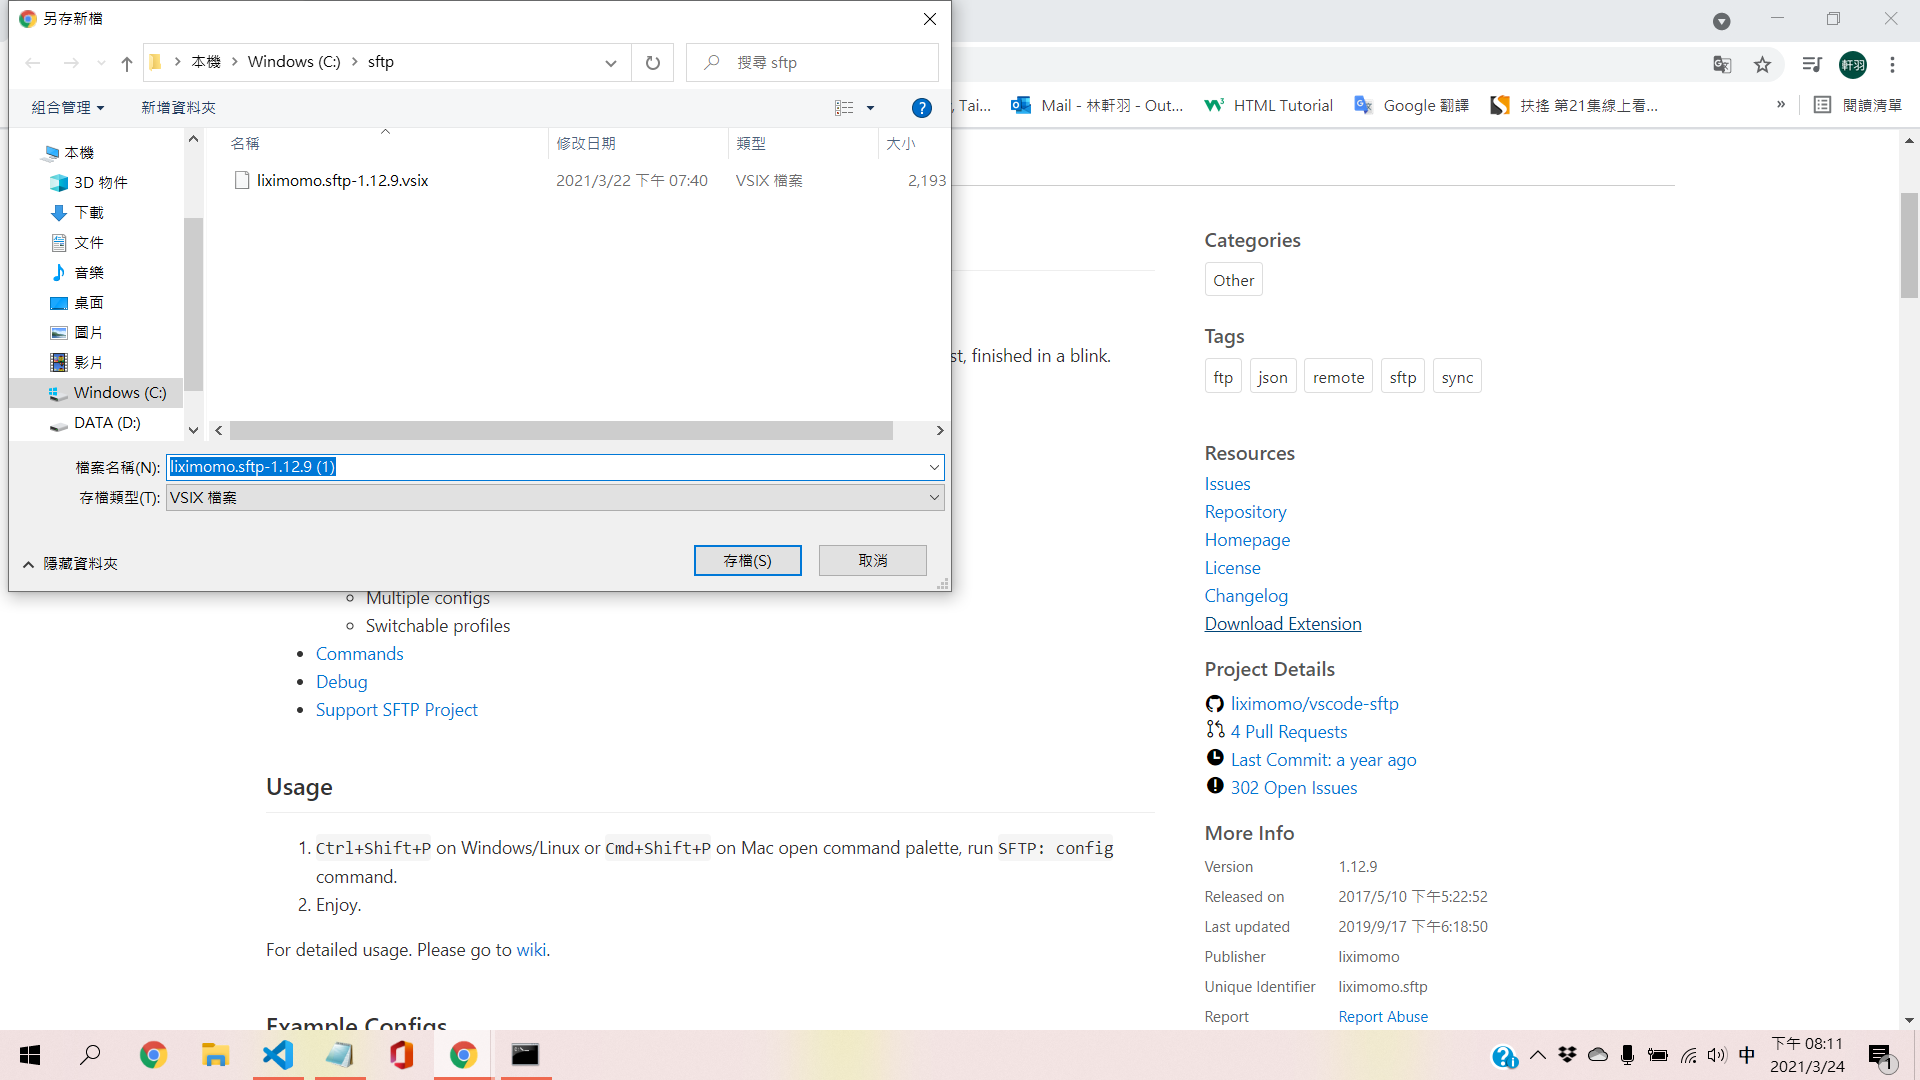 另存新檔
本機
Windows (C:)
sftp
搜尋 sftp
組合管理
新增資料夾
本機
3D 物件
下載
文件
音樂
桌面
圖片
影片
Windows (C:)
DATA (D:)
名稱
修改日期
類型
大小
liximomo.sftp-1.12.9.vsix
2021/3/22 下午 07:40
VSIX 檔案
2,193
檔案名稱(N):
liximomo.sftp-1.12.9 (1)
存檔類型(T):
VSIX 檔案
隱藏資料夾
存檔(S)
取消
軒羽
, Tai...
Mail - 林軒羽 - Out...
HTML Tutorial
Google 翻譯
扶搖 第21集線上看...
»
閱讀清單
st, finished in a blink.
Multiple configs
Switchable profiles
Commands
Debug
Support SFTP Project
Usage
1. Ctrl+Shift+P on Windows/Linux or Cmd+Shift+P on Mac open command palette, run SFTP: config
command.
2. Enjoy.
For detailed usage. Please go to wiki.
Example Configs
Categories
Other
Tags
ftp
json
remote
sftp
sync
Resources
Issues
Repository
Homepage
License
Changelog
Download Extension
Project Details
liximomo/vscode-sftp
4 Pull Requests
Last Commit: a year ago
302 Open Issues
More Info
Version 1.12.9
Released on 2017/5/10 下午5:22:52
Last updated 2019/9/17 下午6:18:50
Publisher liximomo
Unique Identifier liximomo.sftp
Report Report Abuse
中
下午 08:11
2021/3/24
1